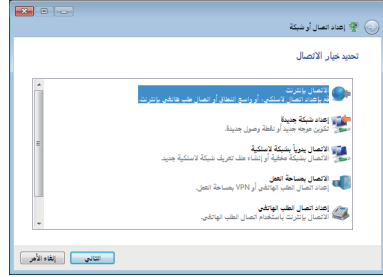 إعداد اتصال أو شبكة
تحديد خيار الاتصال
الاتصال بإنترنت
قم بإعداد اتصال لاسلكي، أو واسع النطاق أو اتصال طلب هاتفي بإنترنت.
إعداد شبكة جديدة
تكوين موجه جديد أو نقطة وصول جديدة.
الاتصال يدوياً بشبكة لاسلكية
الاتصال بشبكة مخفية أو إنشاء ملف تعريف شبكة لاسلكية جديد.
الاتصال بمساحة العمل
إعداد اتصال الطلب الهاتفي أو VPN بمساحة العمل.
إعداد اتصال الطلب الهاتفي
الاتصال بإنترنت باستخدام اتصال الطلب الهاتفي.
التالي
إلغاء الأمر